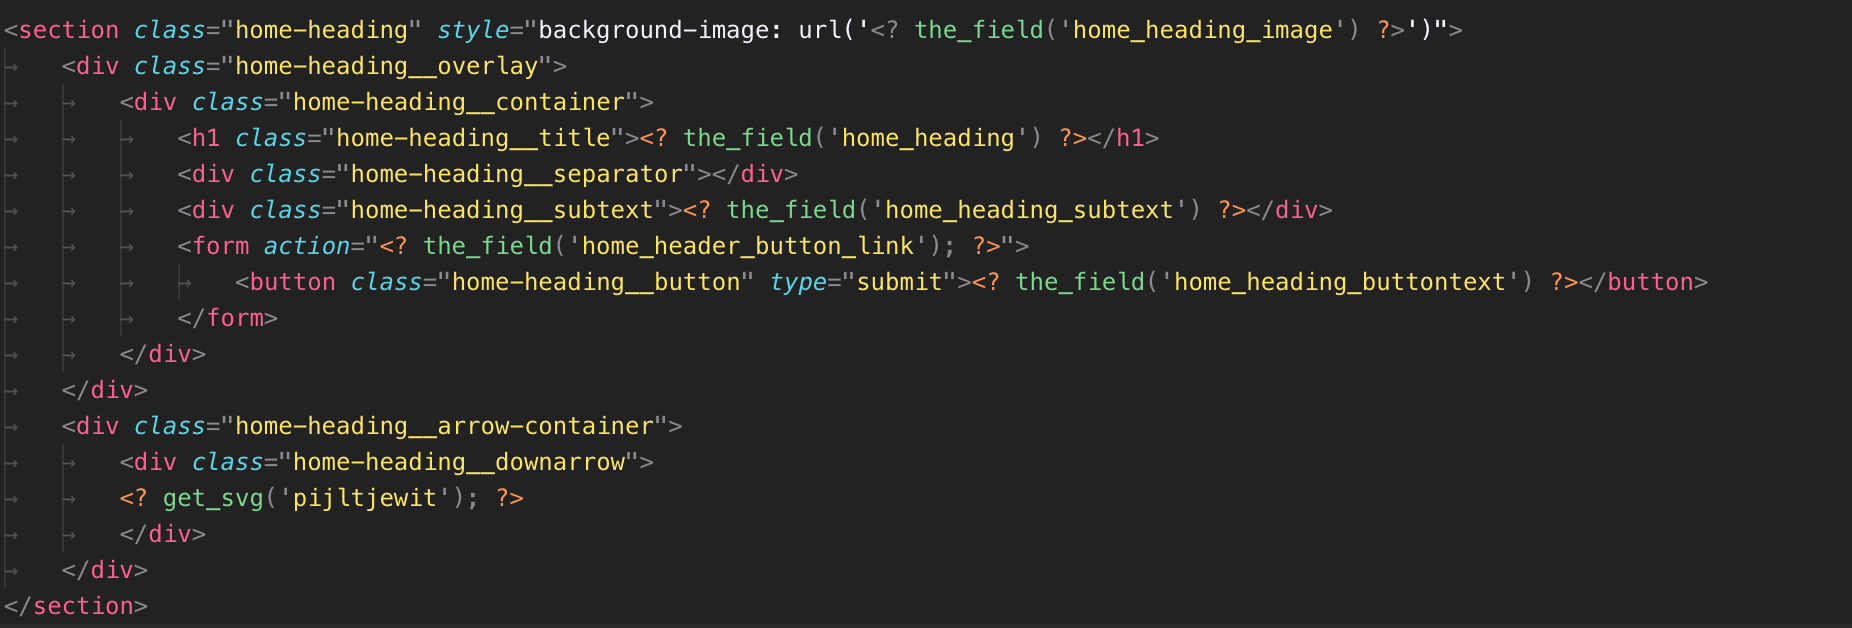 <section class="home-heading" style="background-image: url('<? the_field('home_heading_image') ?>')">
<div class="home-heading__overlay">
<div class="home-heading__container">
<h1 class="home-heading__title"><? the_field('home_heading') ?></h1>
<div class="home-heading__separator"></div>
<div class="home-heading__subtext"><? the_field('home_heading_subtext') ?></div>
<form action="<? the_field('home_header_button_link'); ?>">
<button class="home-heading__button" type="submit"><? the_field('home_heading_buttontext') ?></button>
</form>
</div>
</div>
<div class="home-heading__arrow-container">
<div class="home-heading__downarrow">
<? get_svg('pijltjewit'); ?>
</div>
</div>
</section>